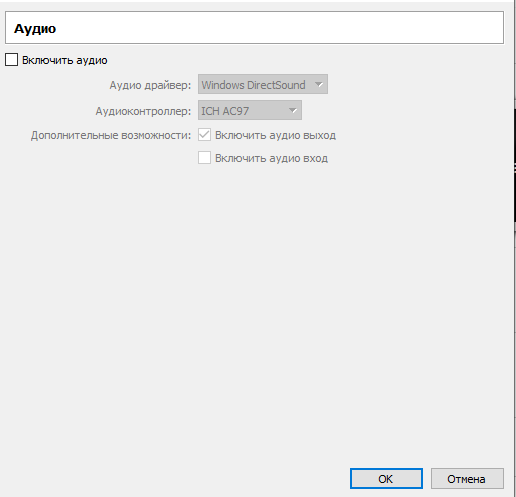 Аудио
Включить аудио
Аудио драйвер: Windows DirectSound
Аудиоконтроллер: ICH AC97
Дополнительные возможности: Включить аудио выход
Включить аудио вход
OK Отмена